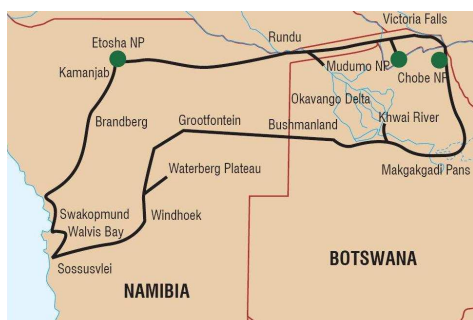 Victoria Falls
Rundu
Etosha NP
Kamanjab
Mudumo NP
Chobe NP
Okavango Delta
Khwai River
Brandberg
Grootfontein
Bushmanland
Waterberg Plateau
Makgakgadi Pans
Swakopmund
Walvis Bay
Windhoek
Sossusvlei
NAMIBIA
BOTSWANA